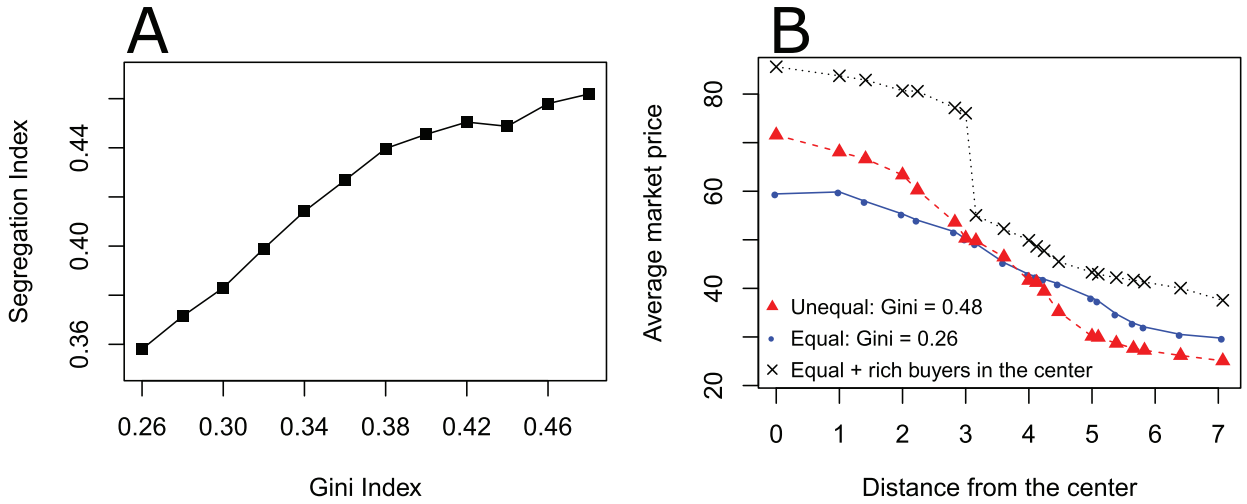 A
Segregation Index
0.44
0.40
0.36
0.26 0.30 0.34 0.38 0.42 0.46
Gini Index
B
Average market price
80
60
40
20
Unequal: Gini = 0.48
Equal: Gini = 0.26
Equal + rich buyers in the center
0 1 2 3 4 5 6 7
Distance from the center